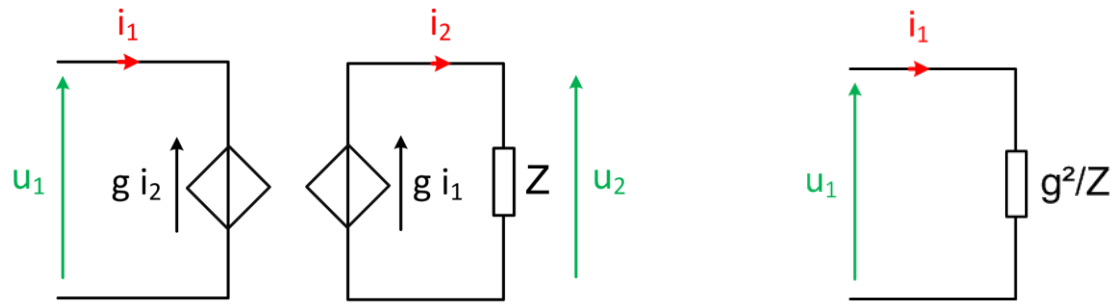 i₁
i₂
i₁
u₁
g i₂
g i₁
Z
u₂
u₁
g²/Z